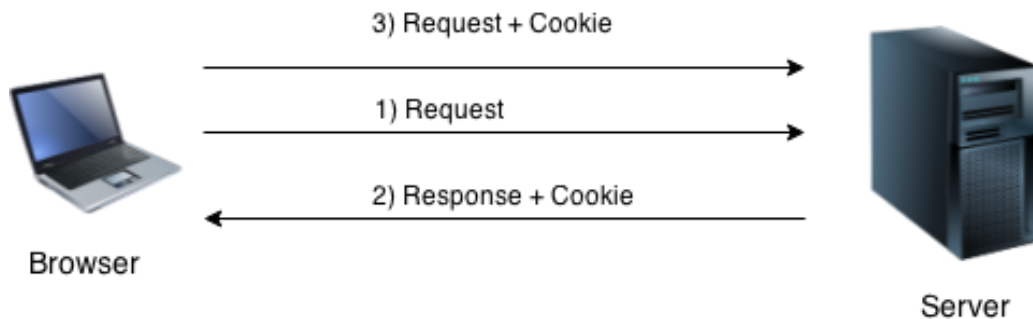 3) Request + Cookie
1) Request
2) Response + Cookie
Browser
Server